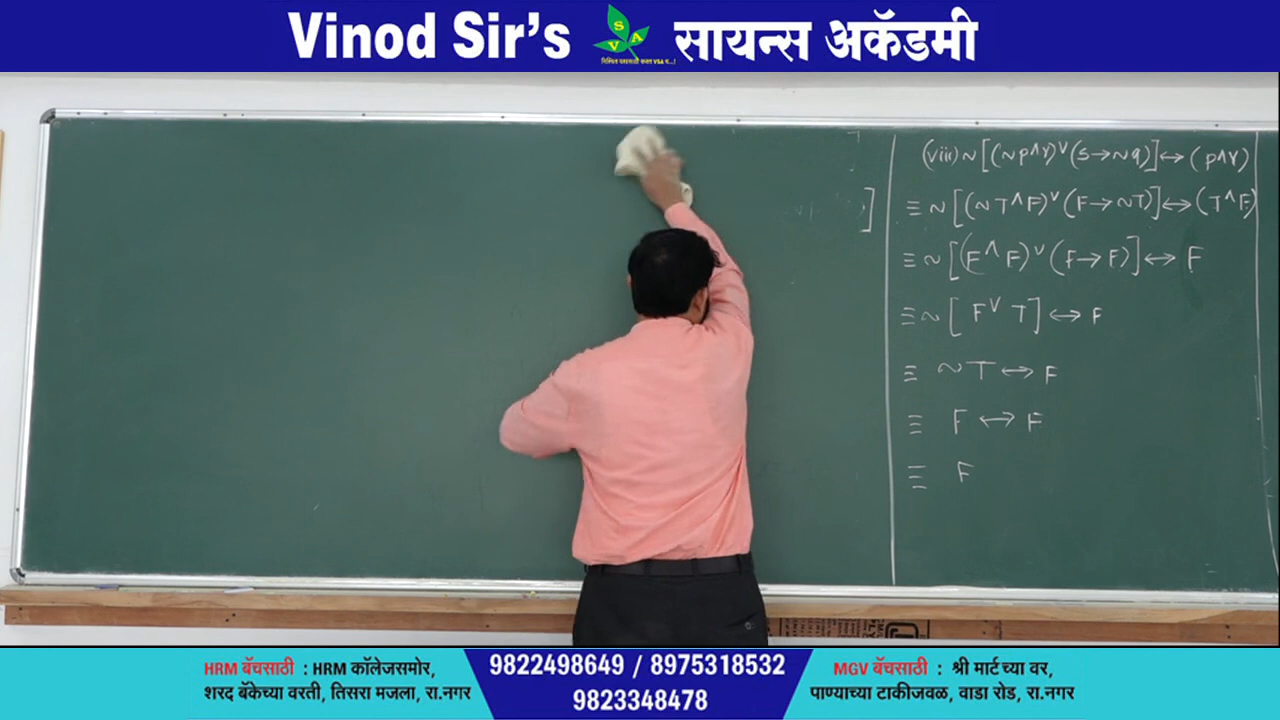 Vinod Sir's SVA सायन्स अकॅडमी
(viii) ~[(~p∧r)∨(s→~q)]↔(p∧r)
≡ ~[(~T∧F)∨(F→~T)]↔(T∧F)
≡ ~[(F∧F)∨(F→F)]↔F
≡ ~[F∨T]↔F
≡ ~T↔F
≡ F↔F
≡ F
]
HRM बॅचसाठी : HRM कॉलेजसमोर,
शरद बॅकेच्या वरती, तिसरा मजला, रा.नगर
9822498649 / 8975318532
9823348478
MGV बॅचसाठी : श्री मार्ट च्या वर,
पाण्याच्या टाकीजवळ, वाडा रोड, रा.नगर